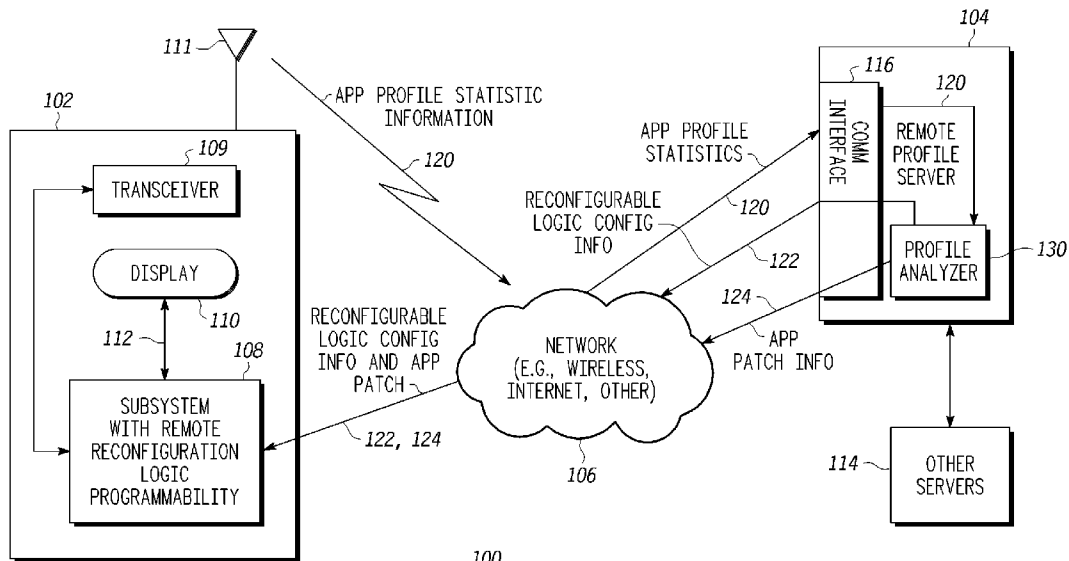 111
102
109
TRANSCEIVER
DISPLAY
110
112
108
SUBSYSTEM
WITH REMOTE
RECONFIGURATION
LOGIC
PROGRAMMABILITY
APP PROFILE STATISTIC
INFORMATION
120
RECONFIGURABLE
LOGIC CONFIG
INFO AND APP
PATCH
122, 124
NETWORK
(E.G., WIRELESS,
INTERNET, OTHER)
106
APP PROFILE
STATISTICS
120
RECONFIGURABLE
LOGIC CONFIG
INFO
122
124
APP
PATCH INFO
104
116
COMM
INTERFACE
120
REMOTE
PROFILE
SERVER
PROFILE
ANALYZER
130
114
OTHER
SERVERS
100